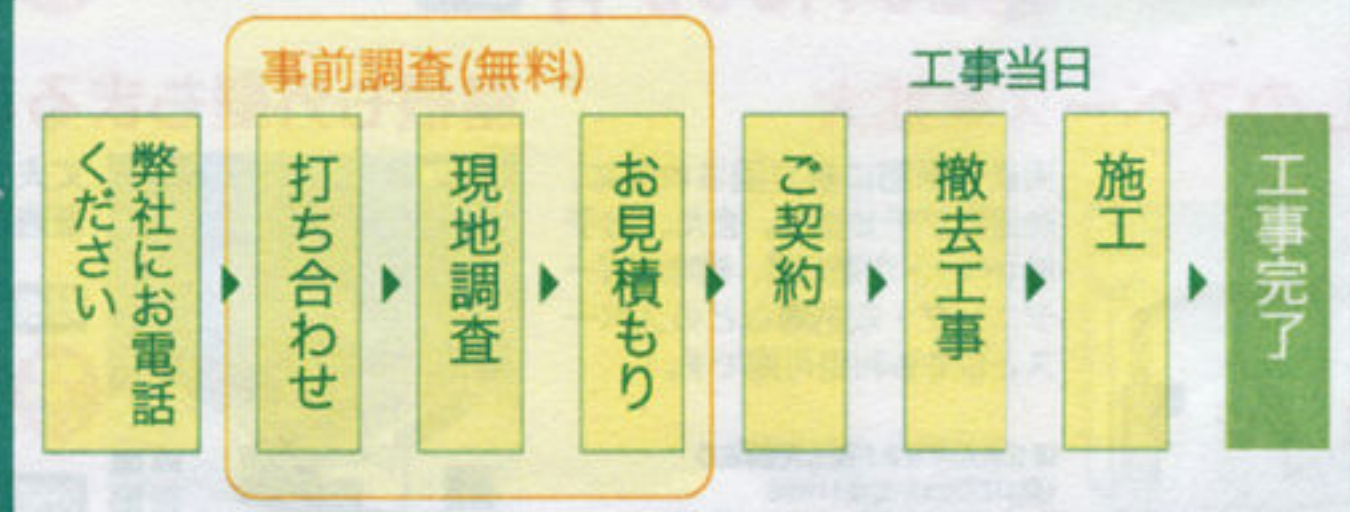 事前調査(無料)
工事当日
弊社にお電話
ください
打ち合わせ
現地調査
お見積もり
ご契約
撤去工事
施工
工事完了